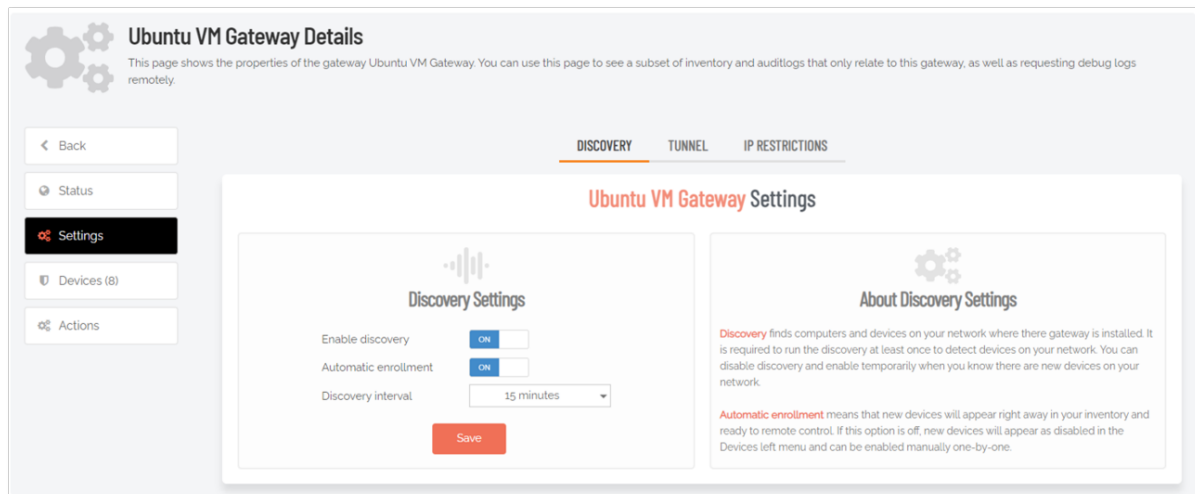 Ubuntu VM Gateway Details
This page shows the properties of the gateway Ubuntu VM Gateway. You can use this page to see a subset of inventory and auditlogs that only relate to this gateway, as well as requesting debug logs
remotely.
Back
Status
Settings
Devices (8)
Actions
DISCOVERY TUNNEL IP RESTRICTIONS
Ubuntu VM Gateway Settings
Discovery Settings
Enable discovery ON
Automatic enrollment ON
Discovery interval 15 minutes
Save
About Discovery Settings
Discovery finds computers and devices on your network where there gateway is installed. It
is required to run the discovery at least once to detect devices on your network. You can
disable discovery and enable temporarily when you know there are new devices on your
network.
Automatic enrollment means that new devices will appear right away in your inventory and
ready to remote control. If this option is off, new devices will appear as disabled in the
Devices left menu and can be enabled manually one-by-one.